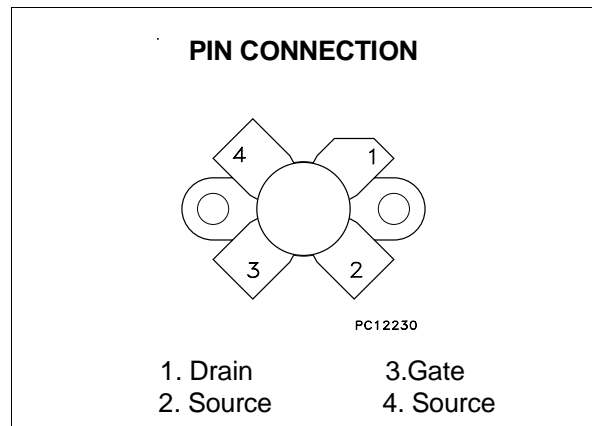 PIN CONNECTION
4
1
3
2
PC12230
1. Drain 3.Gate
2. Source 4. Source